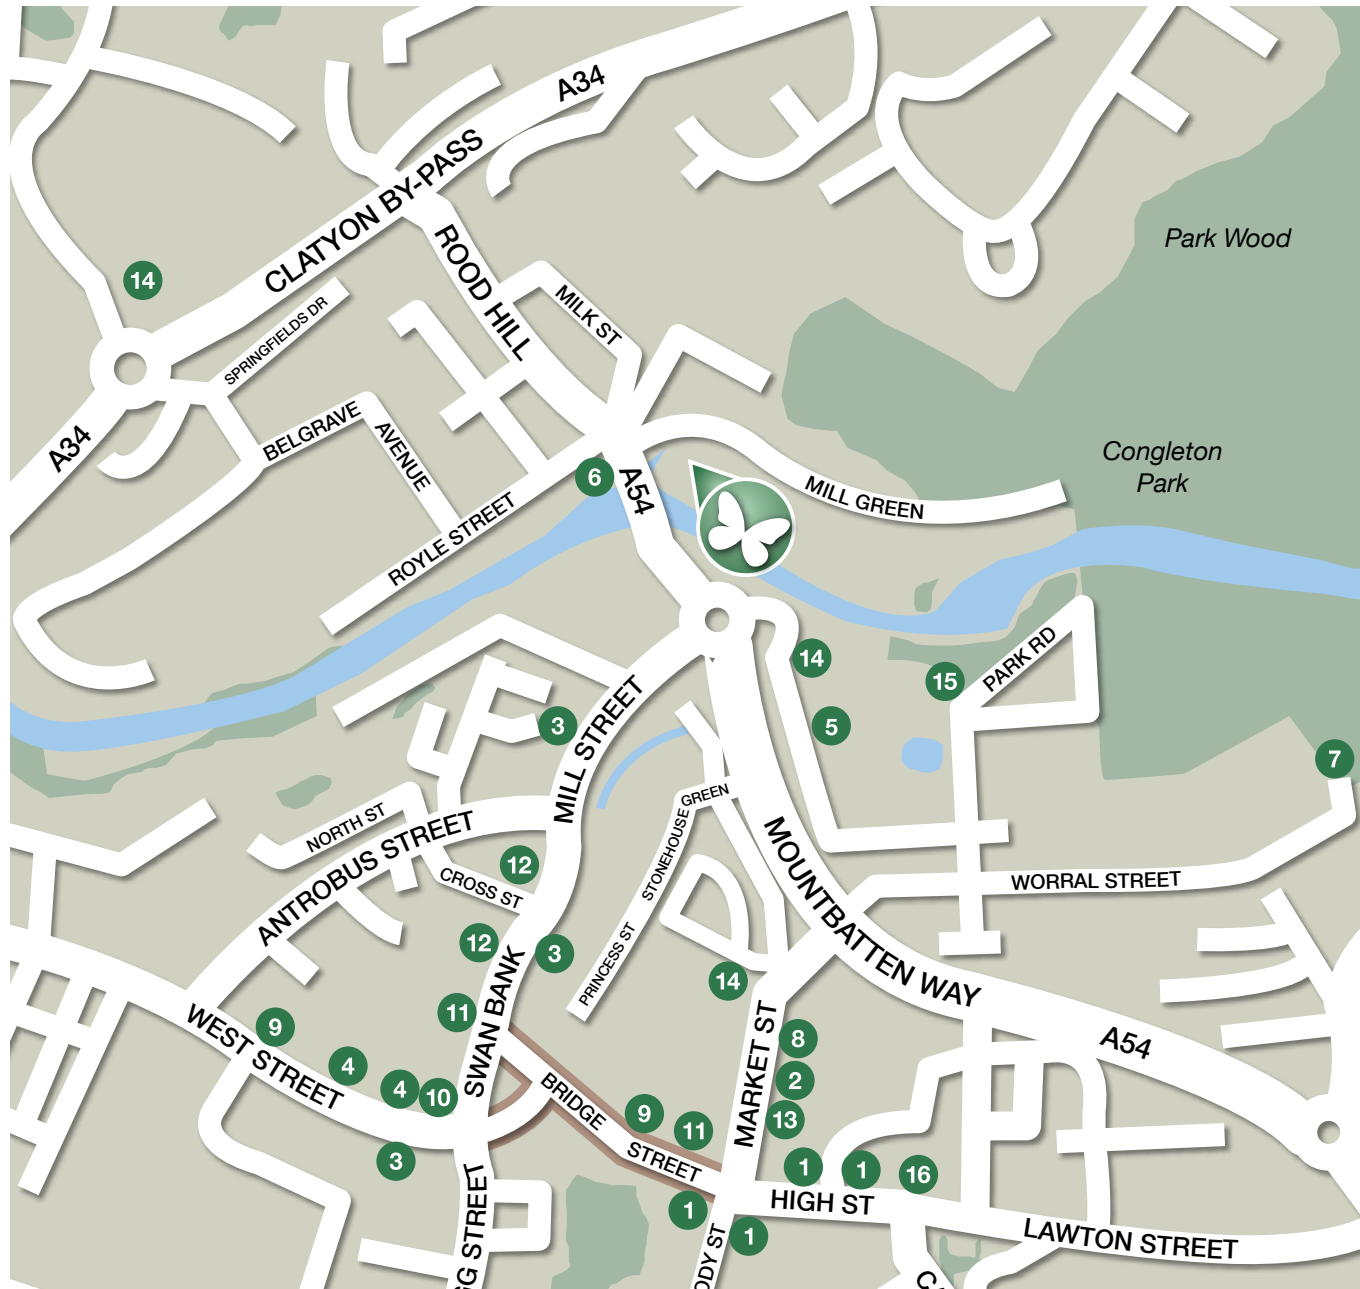 A34
CLATYON BY-PASS
Park Wood
ROOD HILL
14
MILK ST
SPRINGFIELDS DR
BELGRAVE
AVENUE
A34
Congleton
Park
6
A54
MILL GREEN
ROYLE STREET
14
PARK RD
15
3
MILL STREET
5
7
GREEN
STONEHOUSE
NORTH ST
ANTROBUS STREET
MOUNTBATTEN WAY
12
CROSS ST
WORRAL STREET
12
3
PRINCESS ST
14
SWAN BANK
11
9
WEST STREET
MARKET ST
8
A54
4
4
10
2
BRIDGE
STREET
9
11
13
3
1
1
16
1
HIGH ST
1
LAWTON STREET
GG STREET
ODY ST